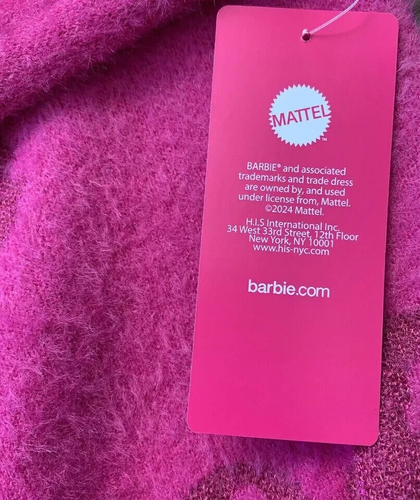 MATTEL
™
BARBIE® and associated
trademarks and trade dress
are owned by, and used
under license from, Mattel.
©2024 Mattel.
H.I.S International Inc.
34 West 33rd Street, 12th Floor
New York, NY 10001
www.his-nyc.com
barbie.com